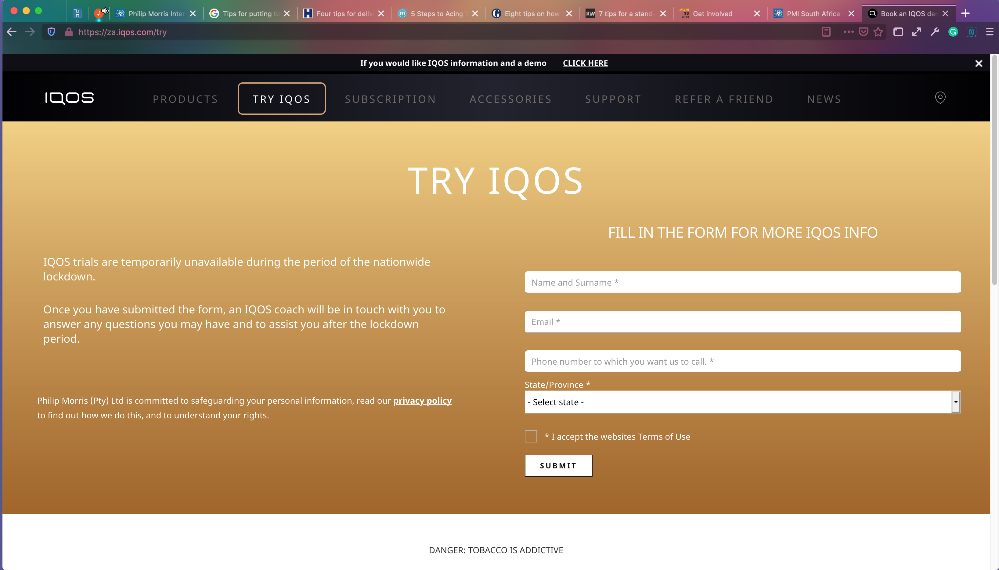 Philip Morris Inter
Tips for putting to
Four tips for deliv
5 Steps to Acing
Eight tips on how
RW 7 tips for a stand-
UNSMOKE YOUR WORLD Get involved
PMI South Africa -
Book an IQOS den
https://za.iqos.com/try
If you would like IQOS information and a demo CLICK HERE
IQOS PRODUCTS TRY IQOS SUBSCRIPTION ACCESSORIES SUPPORT REFER A FRIEND NEWS
TRY IQOS
FILL IN THE FORM FOR MORE IQOS INFO
IQOS trials are temporarily unavailable during the period of the nationwide
lockdown.
Once you have submitted the form, an IQOS coach will be in touch with you to
answer any questions you may have and to assist you after the lockdown
period.
Philip Morris (Pty) Ltd is committed to safeguarding your personal information, read our privacy policy
to find out how we do this, and to understand your rights.
Name and Surname *
Email *
Phone number to which you want us to call. *
State/Province *
- Select state -
* I accept the websites Terms of Use
SUBMIT
DANGER: TOBACCO IS ADDICTIVE